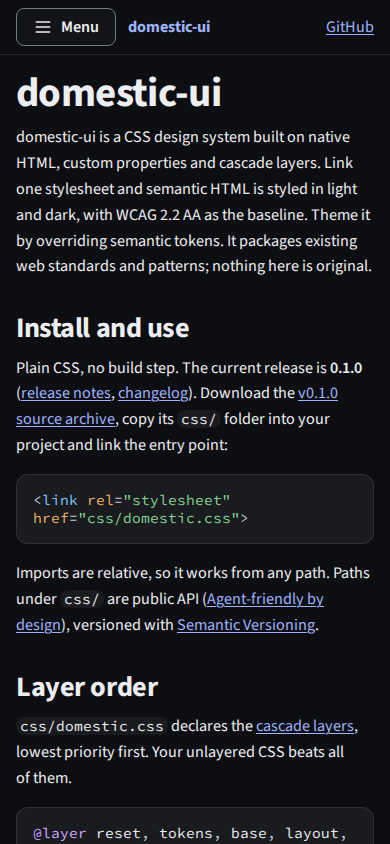 Menu
domestic-ui
GitHub
domestic-ui
domestic-ui is a CSS design system built on native
HTML, custom properties and cascade layers. Link
one stylesheet and semantic HTML is styled in light
and dark, with WCAG 2.2 AA as the baseline. Theme it
by overriding semantic tokens. It packages existing
web standards and patterns; nothing here is original.
Install and use
Plain CSS, no build step. The current release is 0.1.0
(release notes, changelog). Download the v0.1.0
source archive, copy its css/ folder into your
project and link the entry point:
<link rel="stylesheet"
href="css/domestic.css">
Imports are relative, so it works from any path. Paths
under css/ are public API (Agent-friendly by
design), versioned with Semantic Versioning.
Layer order
css/domestic.css declares the cascade layers,
lowest priority first. Your unlayered CSS beats all
of them.
@layer reset, tokens, base, layout,